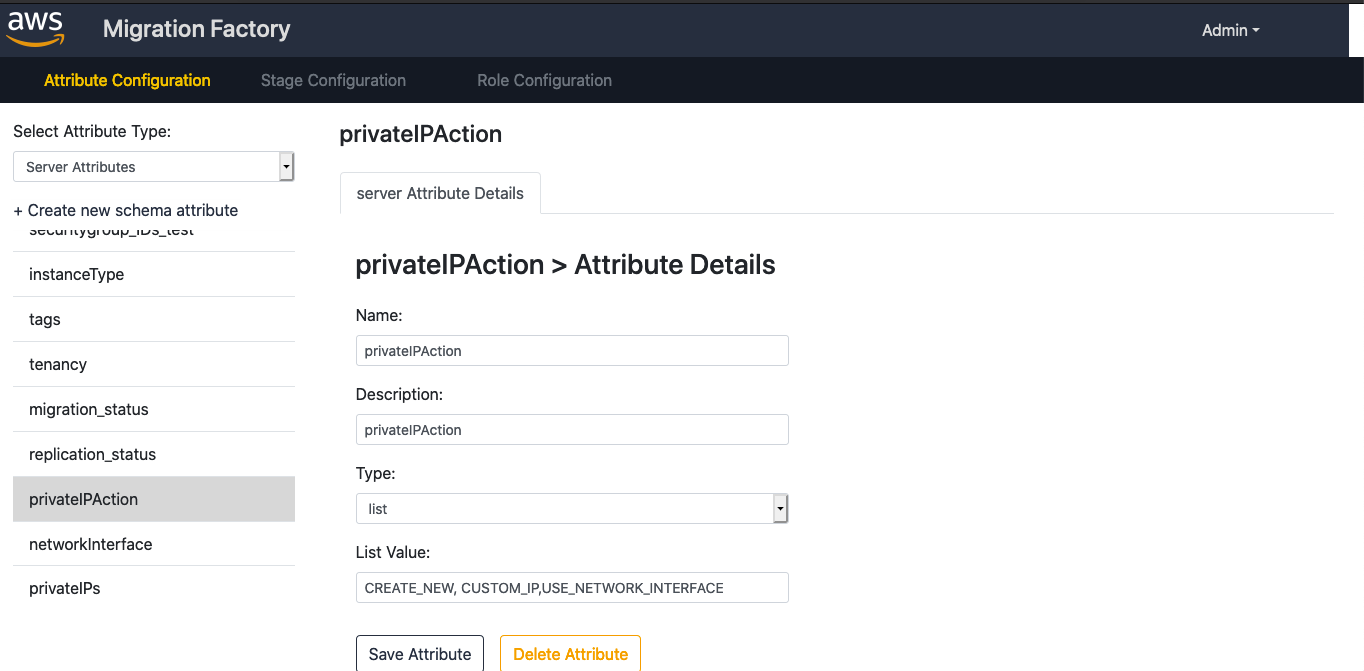 aws
Migration Factory
Admin
Attribute Configuration
Stage Configuration
Role Configuration
Select Attribute Type:
Server Attributes
+ Create new schema attribute
securitygroup_IDs_test
instanceType
tags
tenancy
migration_status
replication_status
privateIPAction
networkInterface
privateIPs
privateIPAction
server Attribute Details
privateIPAction > Attribute Details
Name:
privateIPAction
Description:
privateIPAction
Type:
list
List Value:
CREATE_NEW, CUSTOM_IP,USE_NETWORK_INTERFACE
Save Attribute
Delete Attribute